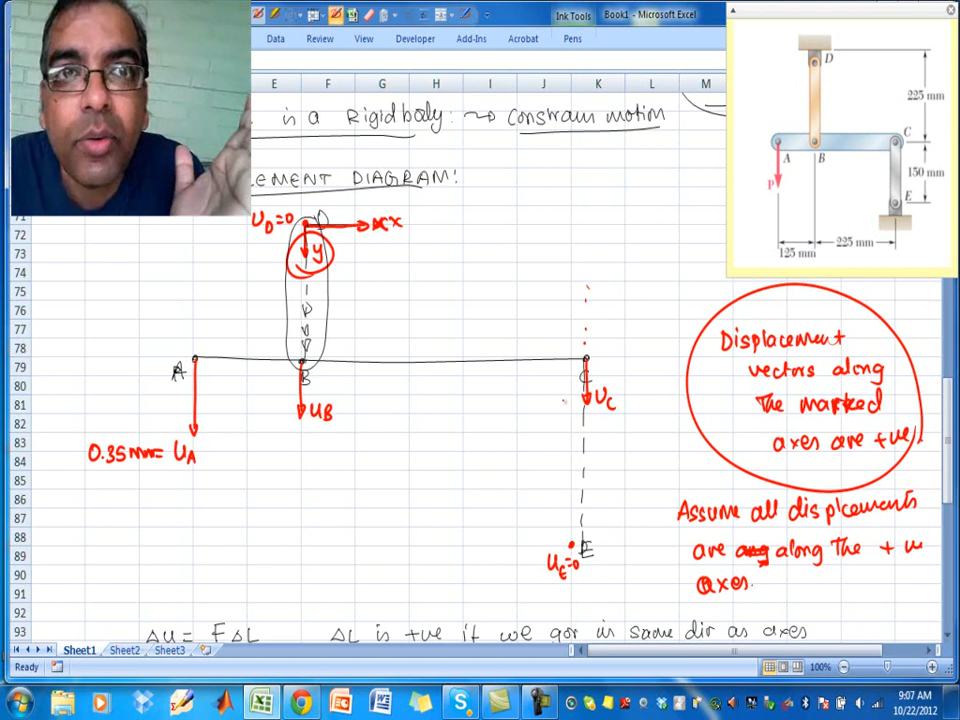 Ink Tools
Book1 - Microsoft Excel
Data Review View Developer Add-Ins Acrobat Pens
E F G H I J K L M
is a Rigid body: Constrain motion
EMENT DIAGRAM!
71
72
73
74
75
76
77
78
79
80
81
82
83
84
85
86
87
88
89
90
91
92
93
U_D=0
D
x
y
A
B
C
U_B
U_C
0.35mm= U_A
E
U_E=0
Displacement
vectors along
The marked
axes are +ve
Assume all displacements
are along The +ve
axes.
ΔU = FΔL
ΔL is +ve if we go in same dir as axes
D
225 mm
C
A
B
P
150 mm
E
225 mm
125 mm
Sheet1 Sheet2 Sheet3
Ready
100%
9:07 AM
10/22/2012